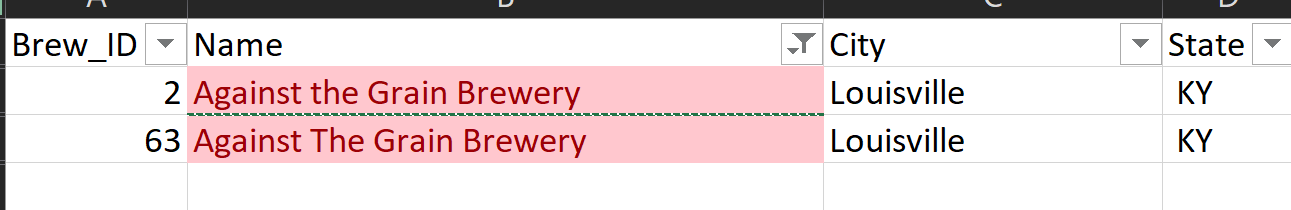 Brew_ID Name City State
2 Against the Grain Brewery Louisville KY
63 Against The Grain Brewery Louisville KY